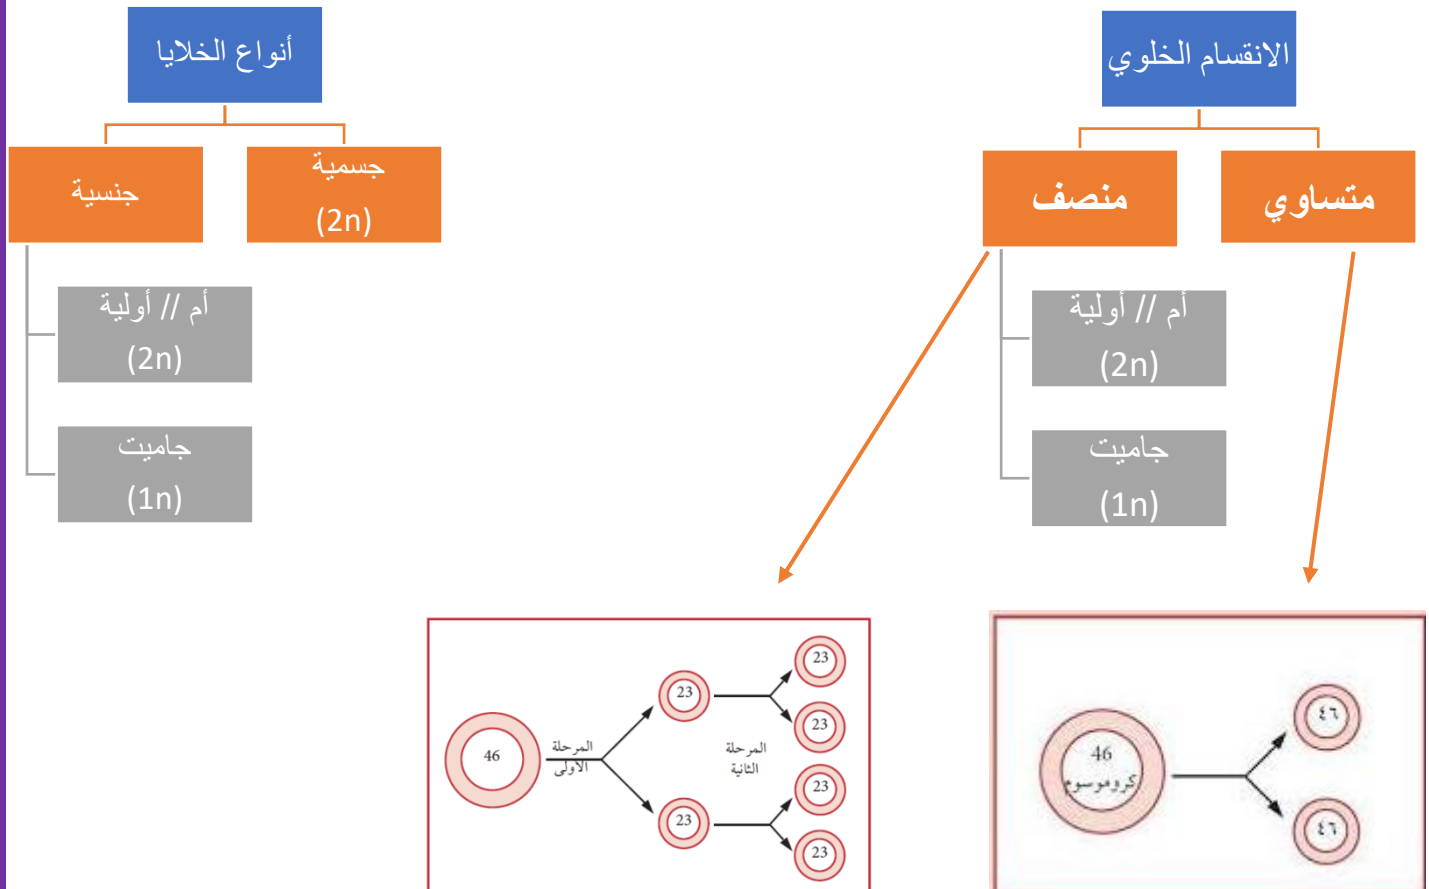 الانقسام الخلوي
متساوي
منصف
أم // أولية
(2n)
جاميت
(1n)
أنواع الخلايا
جسمية
(2n)
جنسية
أم // أولية
(2n)
جاميت
(1n)
46
كروموسوم
٤٦
٤٦
46
المرحلة
الأولى
23
23
المرحلة
الثانية
23
23
23
23